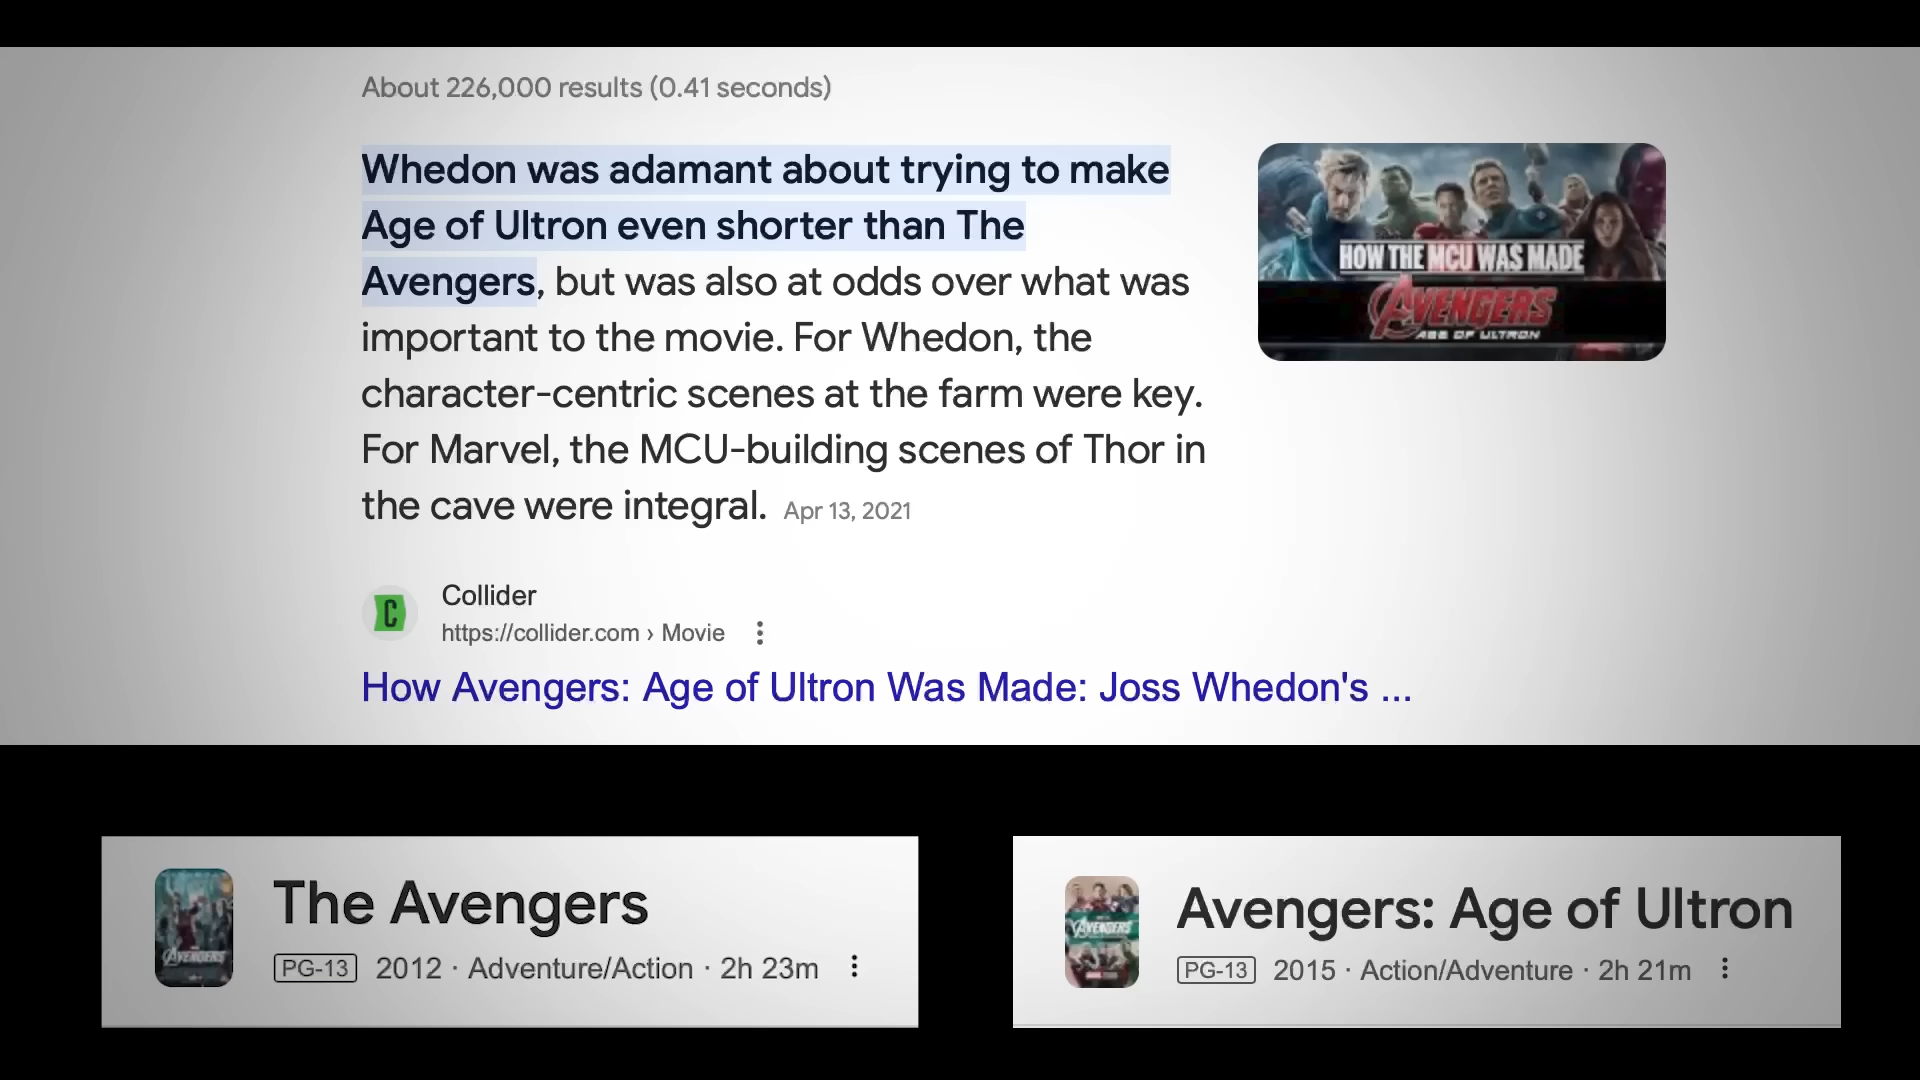 About 226,000 results (0.41 seconds)
Whedon was adamant about trying to make
Age of Ultron even shorter than The
Avengers, but was also at odds over what was
important to the movie. For Whedon, the
character-centric scenes at the farm were key.
For Marvel, the MCU-building scenes of Thor in
the cave were integral. Apr 13, 2021
HOW THE MCU WAS MADE
AVENGERS
AGE OF ULTRON
C
Collider
https://collider.com › Movie
How Avengers: Age of Ultron Was Made: Joss Whedon's ...
AVENGERS
The Avengers
PG-13 2012 · Adventure/Action · 2h 23m
AVENGERS
Avengers: Age of Ultron
PG-13 2015 · Action/Adventure · 2h 21m